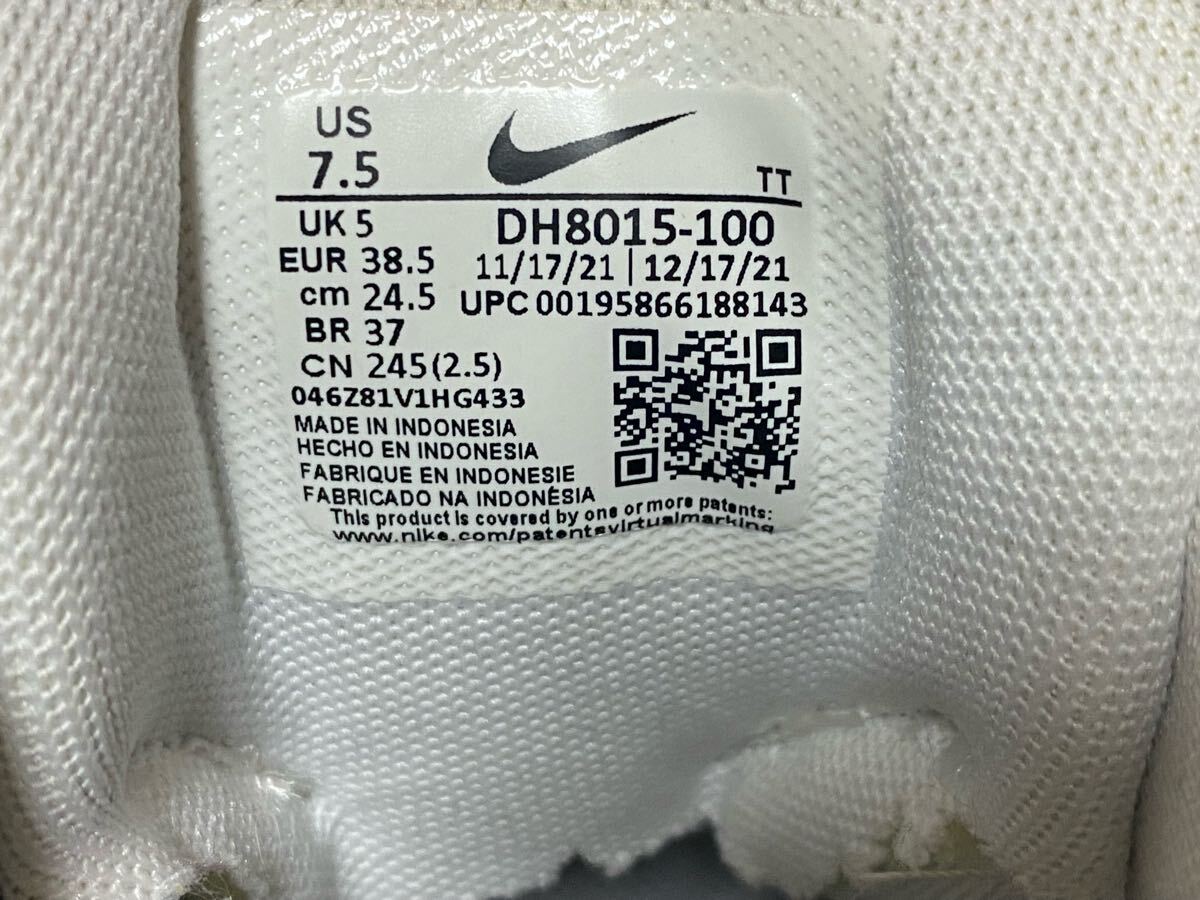 US
7.5
TT
UK 5
EUR 38.5
cm 24.5
BR 37
CN 245(2.5)
DH8015-100
11/17/21 | 12/17/21
UPC 00195866188143
046Z81V1HG433
MADE IN INDONESIA
HECHO EN INDONESIA
FABRIQUE EN INDONESIE
FABRICADO NA INDONÉSIA
This product is covered by one or more patents:
www.nike.com/patentsvirtualmarking